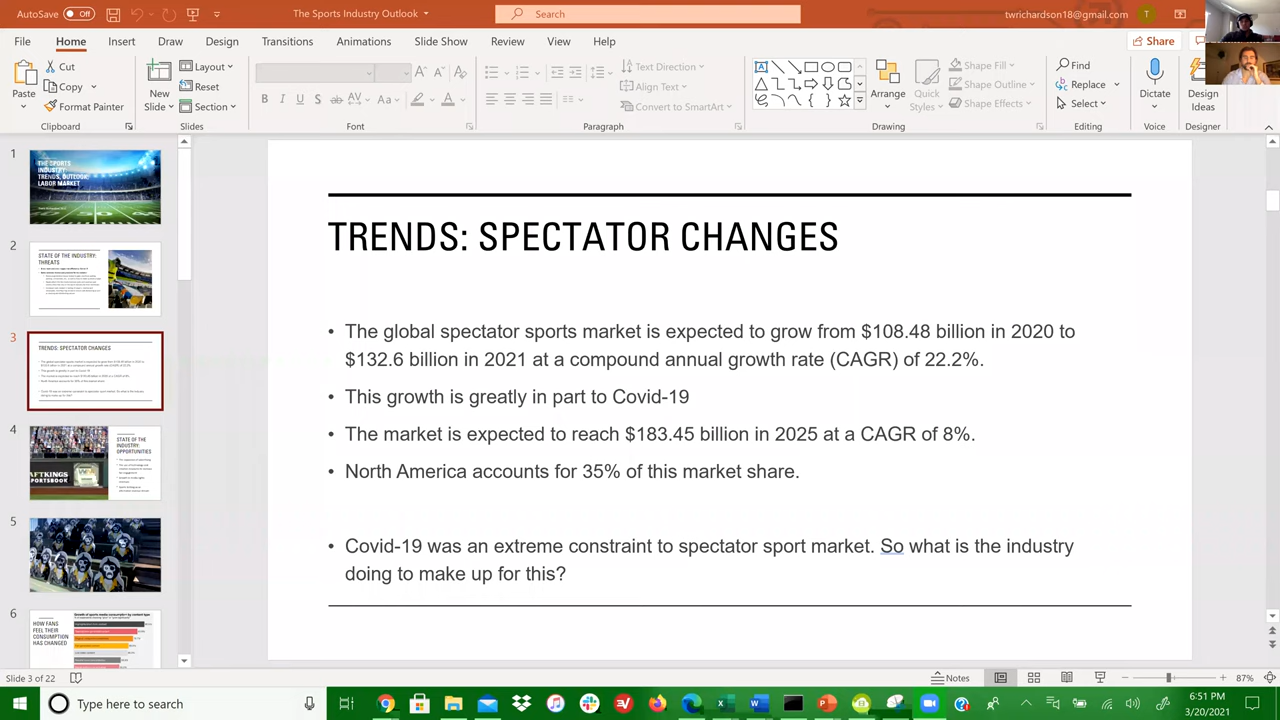 AutoSave Off
The Sports Industry Outlook
Search
twrichardson18@gmail.com
T
File Home Insert Draw Design Transitions Animations Slide Show Review View Help
Share
Paste
Cut
Copy
Format Painter
Clipboard
New
Slide
Layout
Reset
Section
Slides
Font
Text Direction
Align Text
Convert to SmartArt
Paragraph
Arrange
Quick
Styles
Shape Fill
Shape Outline
Shape Effects
Drawing
Find
Replace
Select
Editing
Dictate
Voice
Design
Ideas
Designer
1
THE SPORTS
INDUSTRY
TRENDS, OUTLOOK,
LABOR MARKET
2
STATE OF THE INDUSTRY:
THREATS
3
TRENDS: SPECTATOR CHANGES
4
STATE OF THE
INDUSTRY:
OPPORTUNITIES
AFTKINGS
PORTSBOOK
5
6
HOW FANS
FEEL THEIR
CONSUMPTION
HAS CHANGED
TRENDS: SPECTATOR CHANGES
• The global spectator sports market is expected to grow from $108.48 billion in 2020 to
$132.6 billion in 2021 at a compound annual growth rate (CAGR) of 22.2%.
• This growth is greatly in part to Covid-19
• The market is expected to reach $183.45 billion in 2025 at a CAGR of 8%.
• North America accounts for 35% of this market share.
• Covid-19 was an extreme constraint to spectator sport market. So what is the industry
doing to make up for this?
Slide 3 of 22
Notes
87%
Type here to search
6:51 PM
3/20/2021